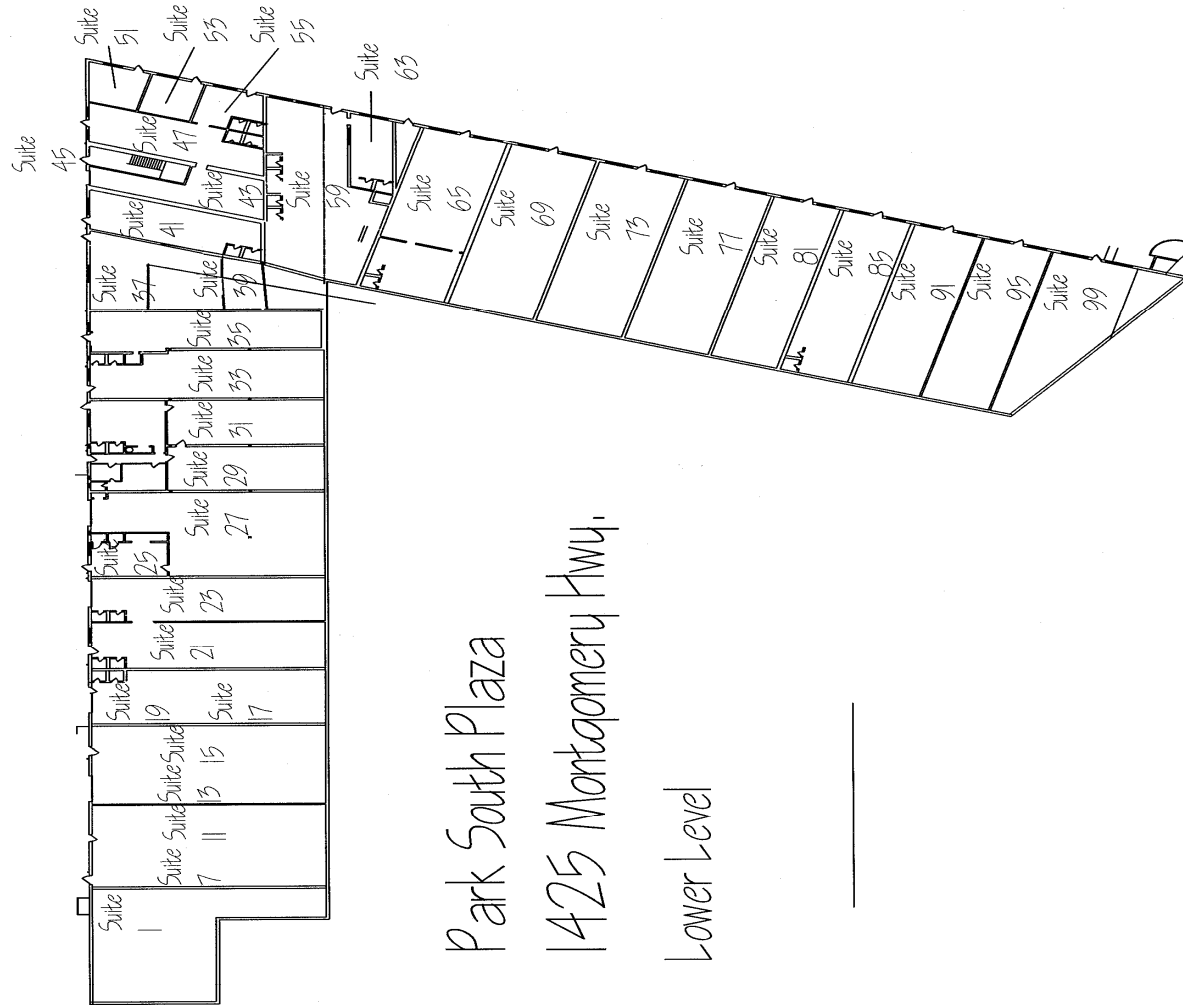 Suite
1
Suite
7
Suite
11
Suite
13
Suite
15
Suite
17
Suite
19
Suite
21
Suite
23
Suite
25
Suite
27
Suite
29
Suite
31
Suite
33
Suite
35
Suite
37
Suite
39
Suite
41
Suite
43
Suite
45
Suite
47
Suite
51
Suite
53
Suite
55
Suite
59
Suite
63
Suite
65
Suite
69
Suite
73
Suite
77
Suite
81
Suite
85
Suite
91
Suite
95
Suite
99
Park South Plaza
1425 Montgomery Hwy.
Lower Level